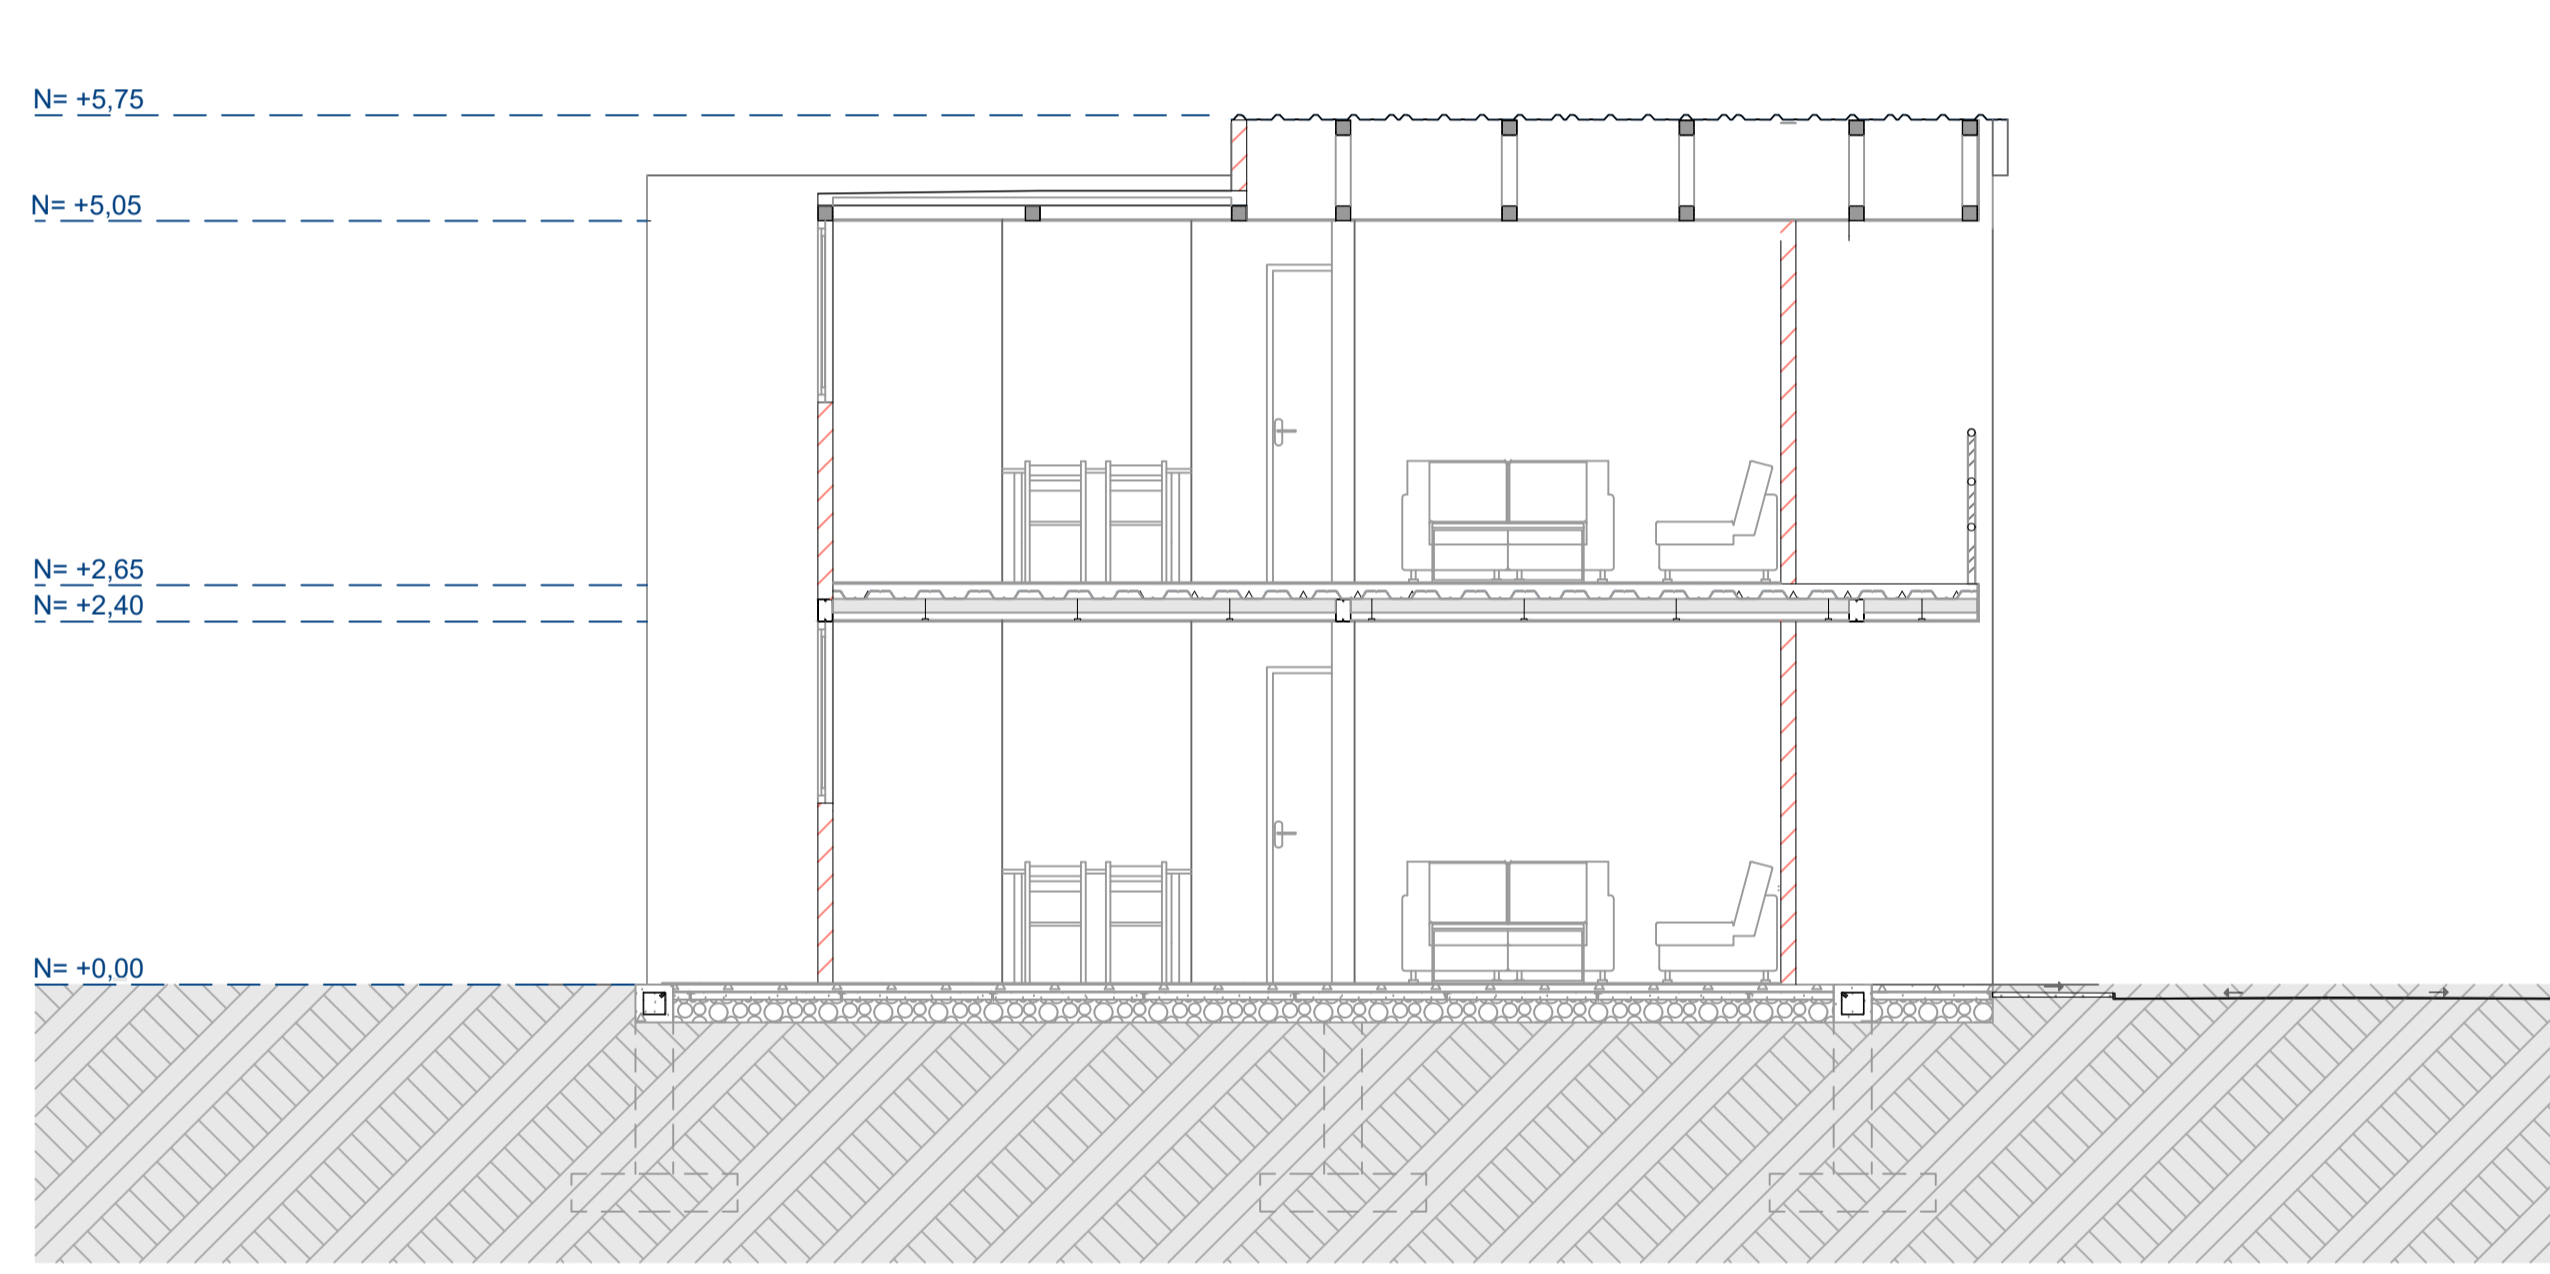 N= +5,75
N= +5,05
N= +2,65
N= +2,40
N= +0,00